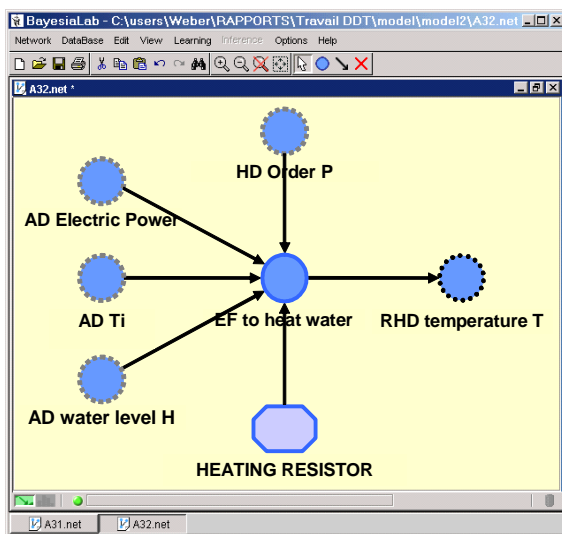 BayesiaLab - C:\users\Weber\RAPPORTS\Travail DDT\model\model2\A32.net
Network DataBase Edit View Learning Inference Options Help
A32.net *
HD Order P
AD Electric Power
AD Ti
EF to heat water
RHD temperature T
AD water level H
HEATING RESISTOR
A31.net A32.net